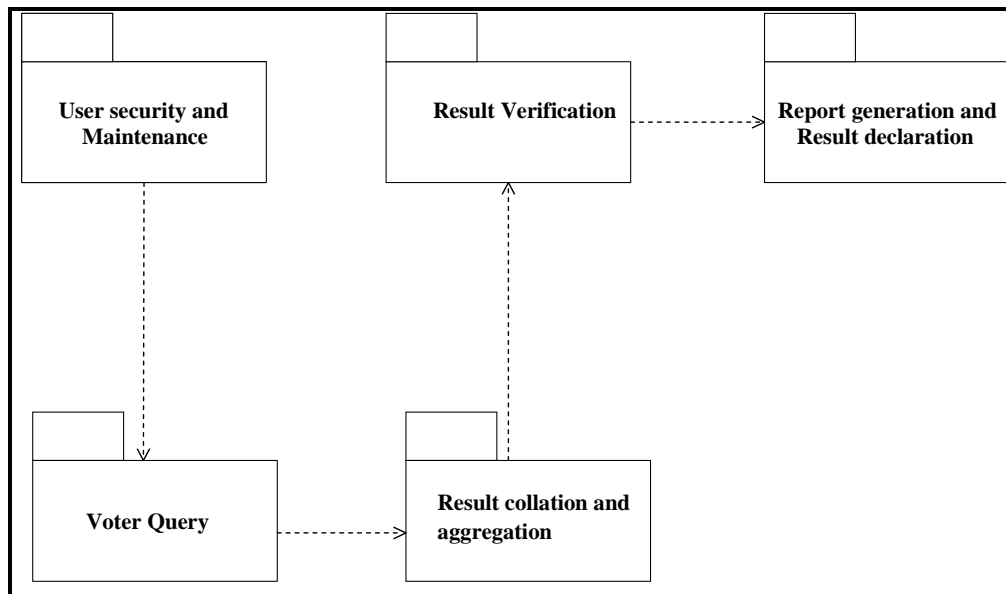 User security and
Maintenance
Result Verification
Report generation and
Result declaration
Voter Query
Result collation and
aggregation